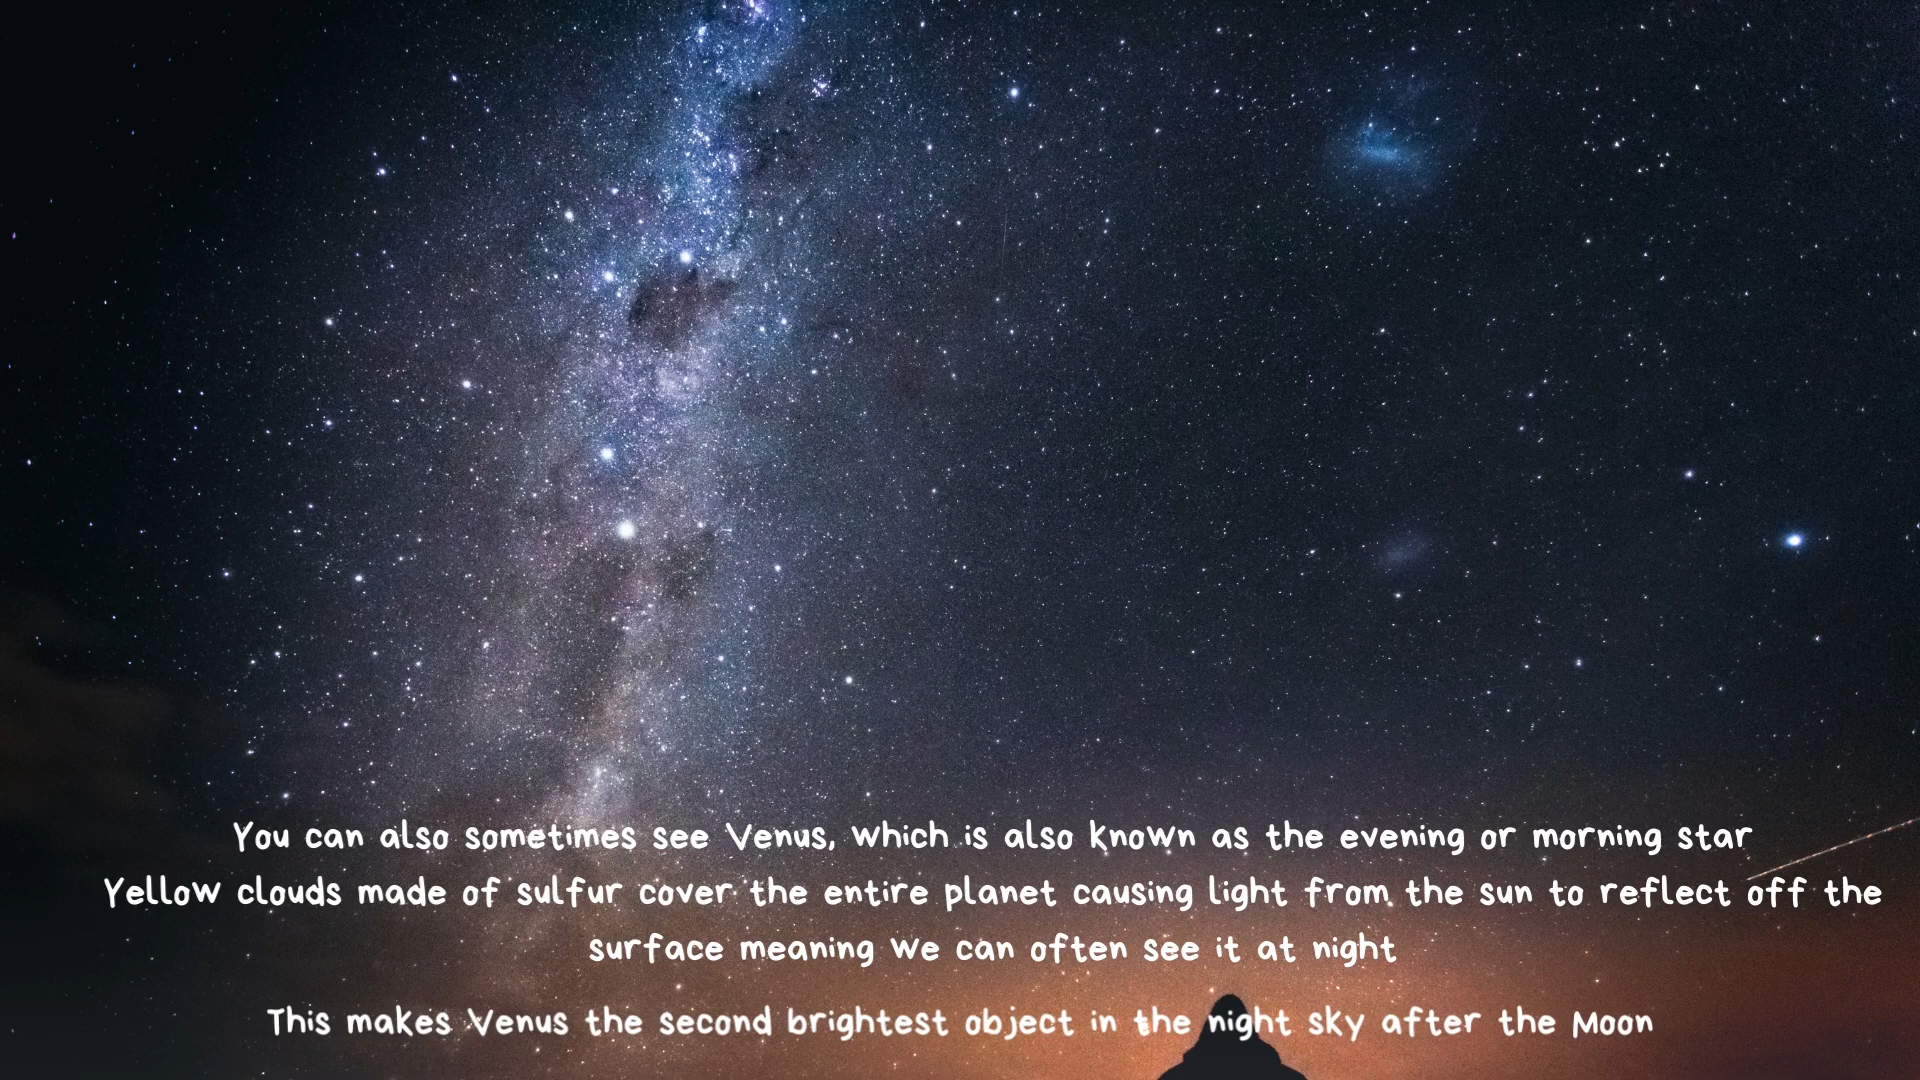 You can also sometimes see Venus, which is also known as the evening or morning star
Yellow clouds made of sulfur cover the entire planet causing light from the sun to reflect off the
surface meaning we can often see it at night
This makes Venus the second brightest object in the night sky after the Moon